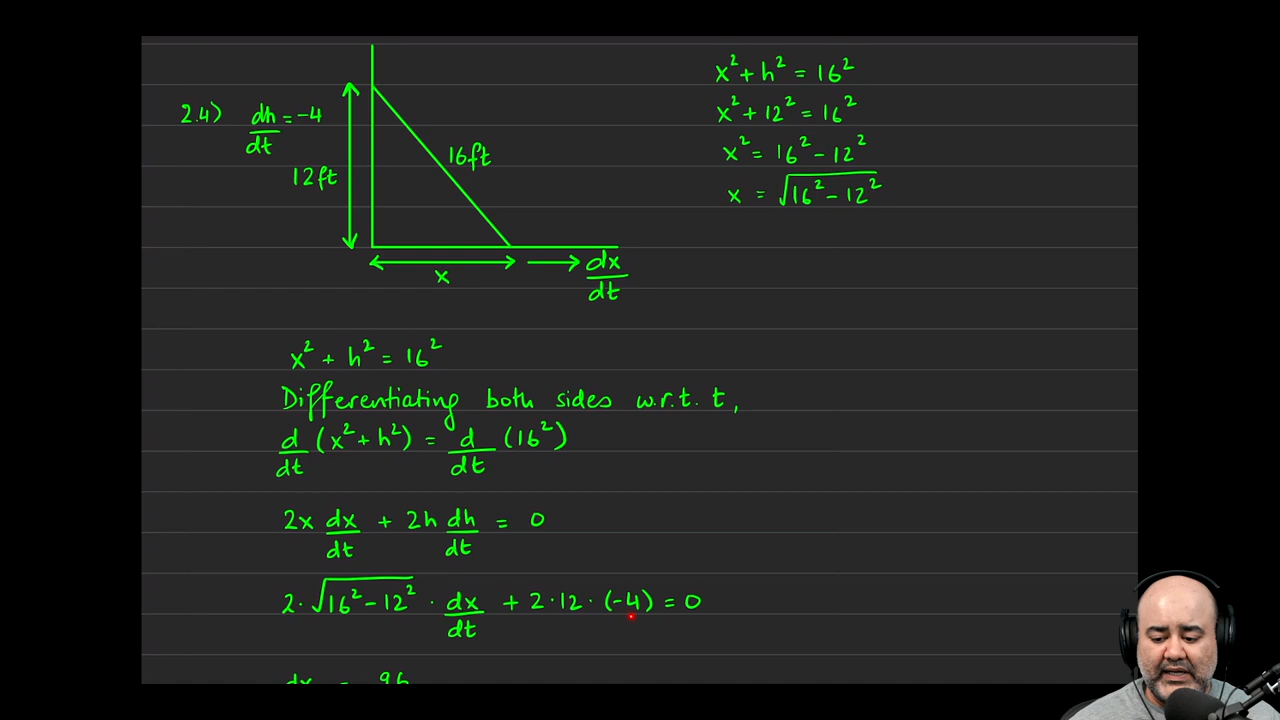 2.4) dh/dt = -4
12ft
16ft
x
dx/dt
x² + h² = 16²
x² + 12² = 16²
x² = 16² - 12²
x = √(16² - 12²)
x² + h² = 16²
Differentiating both sides w.r.t. t,
d/dt (x² + h²) = d/dt (16²)
2x dx/dt + 2h dh/dt = 0
2·√(16² - 12²) · dx/dt + 2·12·(-4) = 0
dx = 96